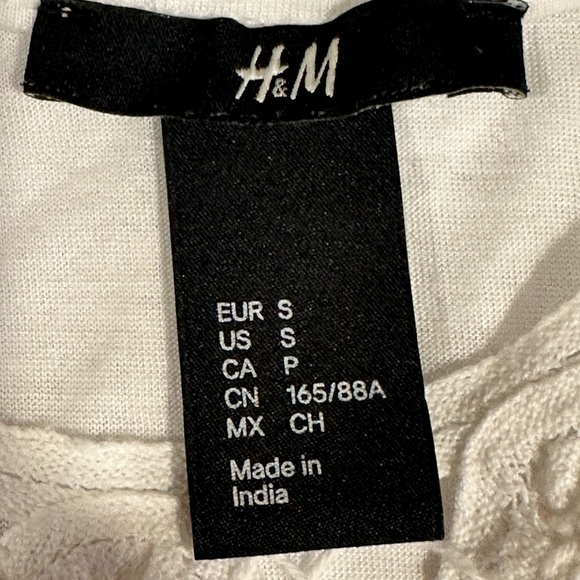 H&M
EUR S
US S
CA P
CN 165/88A
MX CH
Made in
India